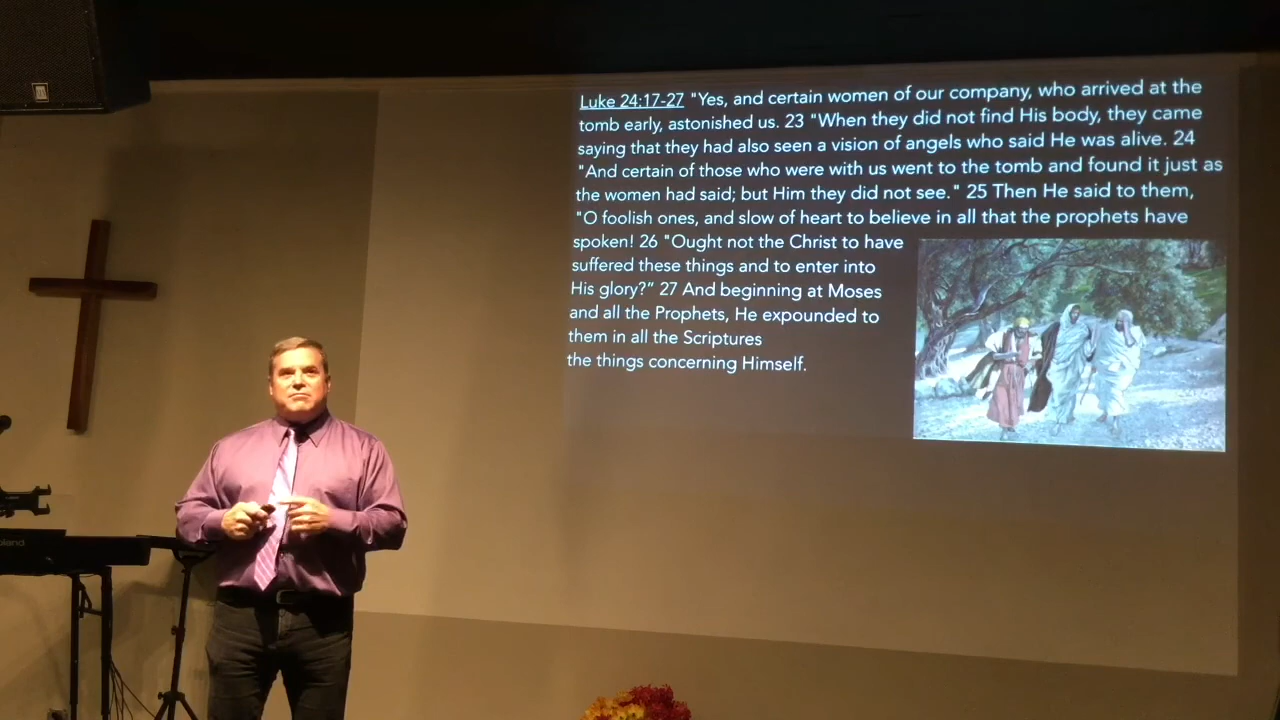 Luke 24:17-27 "Yes, and certain women of our company, who arrived at the
tomb early, astonished us. 23 "When they did not find His body, they came
saying that they had also seen a vision of angels who said He was alive. 24
"And certain of those who were with us went to the tomb and found it just as
the women had said; but Him they did not see." 25 Then He said to them,
"O foolish ones, and slow of heart to believe in all that the prophets have
spoken! 26 "Ought not the Christ to have
suffered these things and to enter into
His glory?" 27 And beginning at Moses
and all the Prophets, He expounded to
them in all the Scriptures
the things concerning Himself.